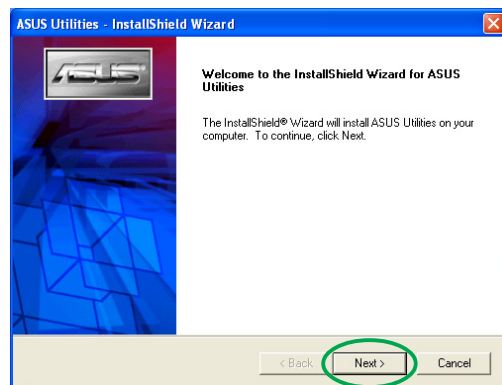 ASUS Utilities - InstallShield Wizard
ASUS
Welcome to the InstallShield Wizard for ASUS
Utilities
The InstallShield® Wizard will install ASUS Utilities on your
computer. To continue, click Next.
< Back
Next >
Cancel